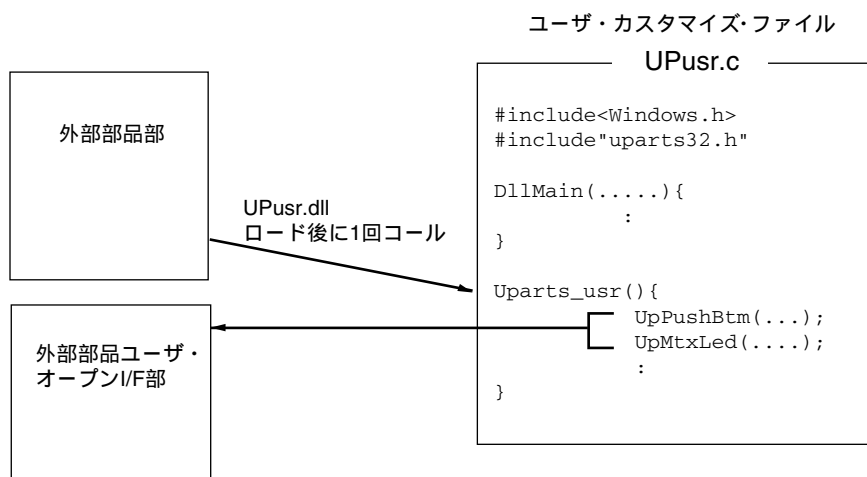 ユーザ・カスタマイズ・ファイル
UPusr.c
外部部品部
#include<Windows.h>
#include"uparts32.h"
DllMain(.....){
:
}
UPusr.dll
ロード後に1回コール
Uparts_usr(){
UpPushBtm(...);
UpMtxLed(....);
:
}
外部部品ユーザ・
オープンI/F部